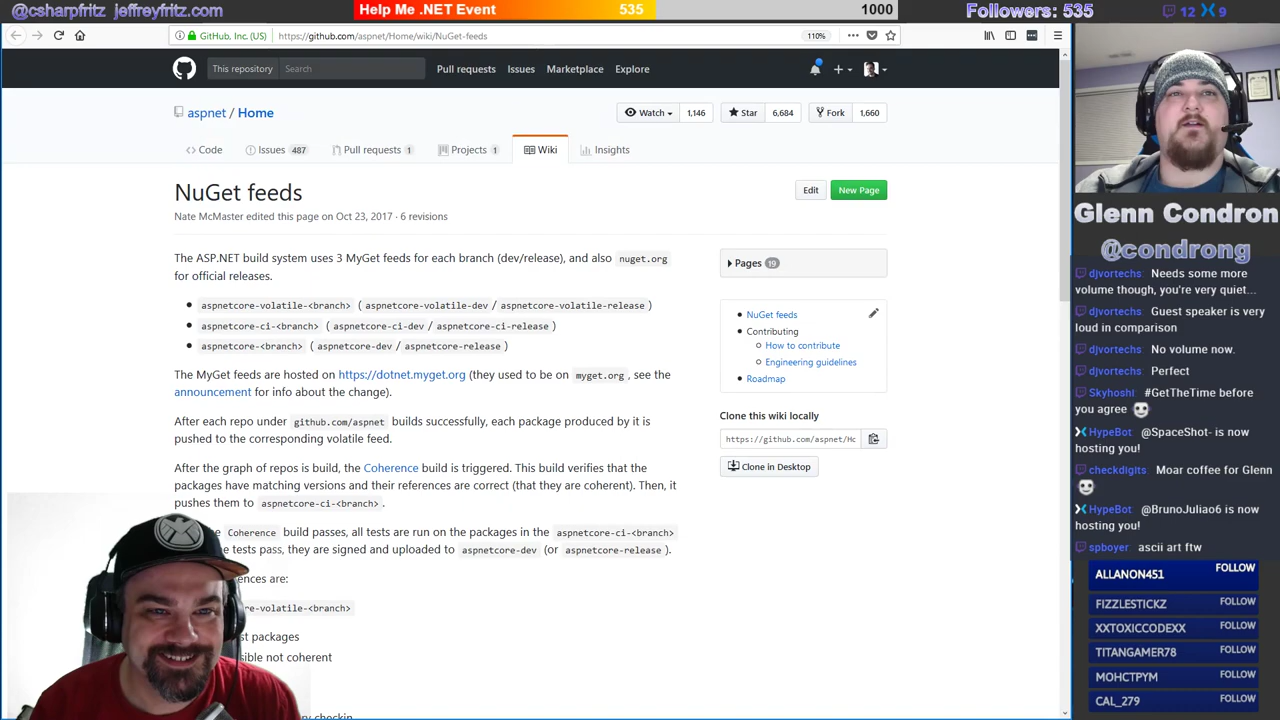 @csharpfritz jeffreyfritz.com
Help Me .NET Event 535 1000
Followers: 535
12 9
GitHub, Inc. (US) https://github.com/aspnet/Home/wiki/NuGet-feeds 110%
This repository Search Pull requests Issues Marketplace Explore
aspnet / Home
Watch 1,146 Star 6,684 Fork 1,660
Code Issues 487 Pull requests 1 Projects 1 Wiki Insights
NuGet feeds
Edit New Page
Nate McMaster edited this page on Oct 23, 2017 · 6 revisions
The ASP.NET build system uses 3 MyGet feeds for each branch (dev/release), and also nuget.org
for official releases.
aspnetcore-volatile-<branch> ( aspnetcore-volatile-dev / aspnetcore-volatile-release )
aspnetcore-ci-<branch> ( aspnetcore-ci-dev / aspnetcore-ci-release )
aspnetcore-<branch> ( aspnetcore-dev / aspnetcore-release )
The MyGet feeds are hosted on https://dotnet.myget.org (they used to be on myget.org , see the
announcement for info about the change).
After each repo under github.com/aspnet builds successfully, each package produced by it is
pushed to the corresponding volatile feed.
After the graph of repos is build, the Coherence build is triggered. This build verifies that the
packages have matching versions and their references are correct (that they are coherent). Then, it
pushes them to aspnetcore-ci-<branch> .
Coherence build passes, all tests are run on the packages in the aspnetcore-ci-<branch>
tests pass, they are signed and uploaded to aspnetcore-dev (or aspnetcore-release ).
ences are:
re-volatile-<branch>
st packages
sible not coherent
ry checkin
Pages 19
NuGet feeds
Contributing
How to contribute
Engineering guidelines
Roadmap
Clone this wiki locally
https://github.com/aspnet/Hc
Clone in Desktop
Glenn Condron
@condrong
djvortechs: Needs some more
volume though, you're very quiet...
djvortechs: Guest speaker is very
loud in comparison
djvortechs: No volume now.
djvortechs: Perfect
Skyhoshi: #GetTheTime before
you agree
HypeBot: @SpaceShot- is now
hosting you!
checkdigits: Moar coffee for Glenn
HypeBot: @BrunoJuliao6 is now
hosting you!
spboyer: ascii art ftw
ALLANON451 FOLLOW
FIZZLESTICKZ FOLLOW
XXTOXICCODEXX FOLLOW
TITANGAMER78 FOLLOW
MOHCTPYM FOLLOW
CAL_279 FOLLOW